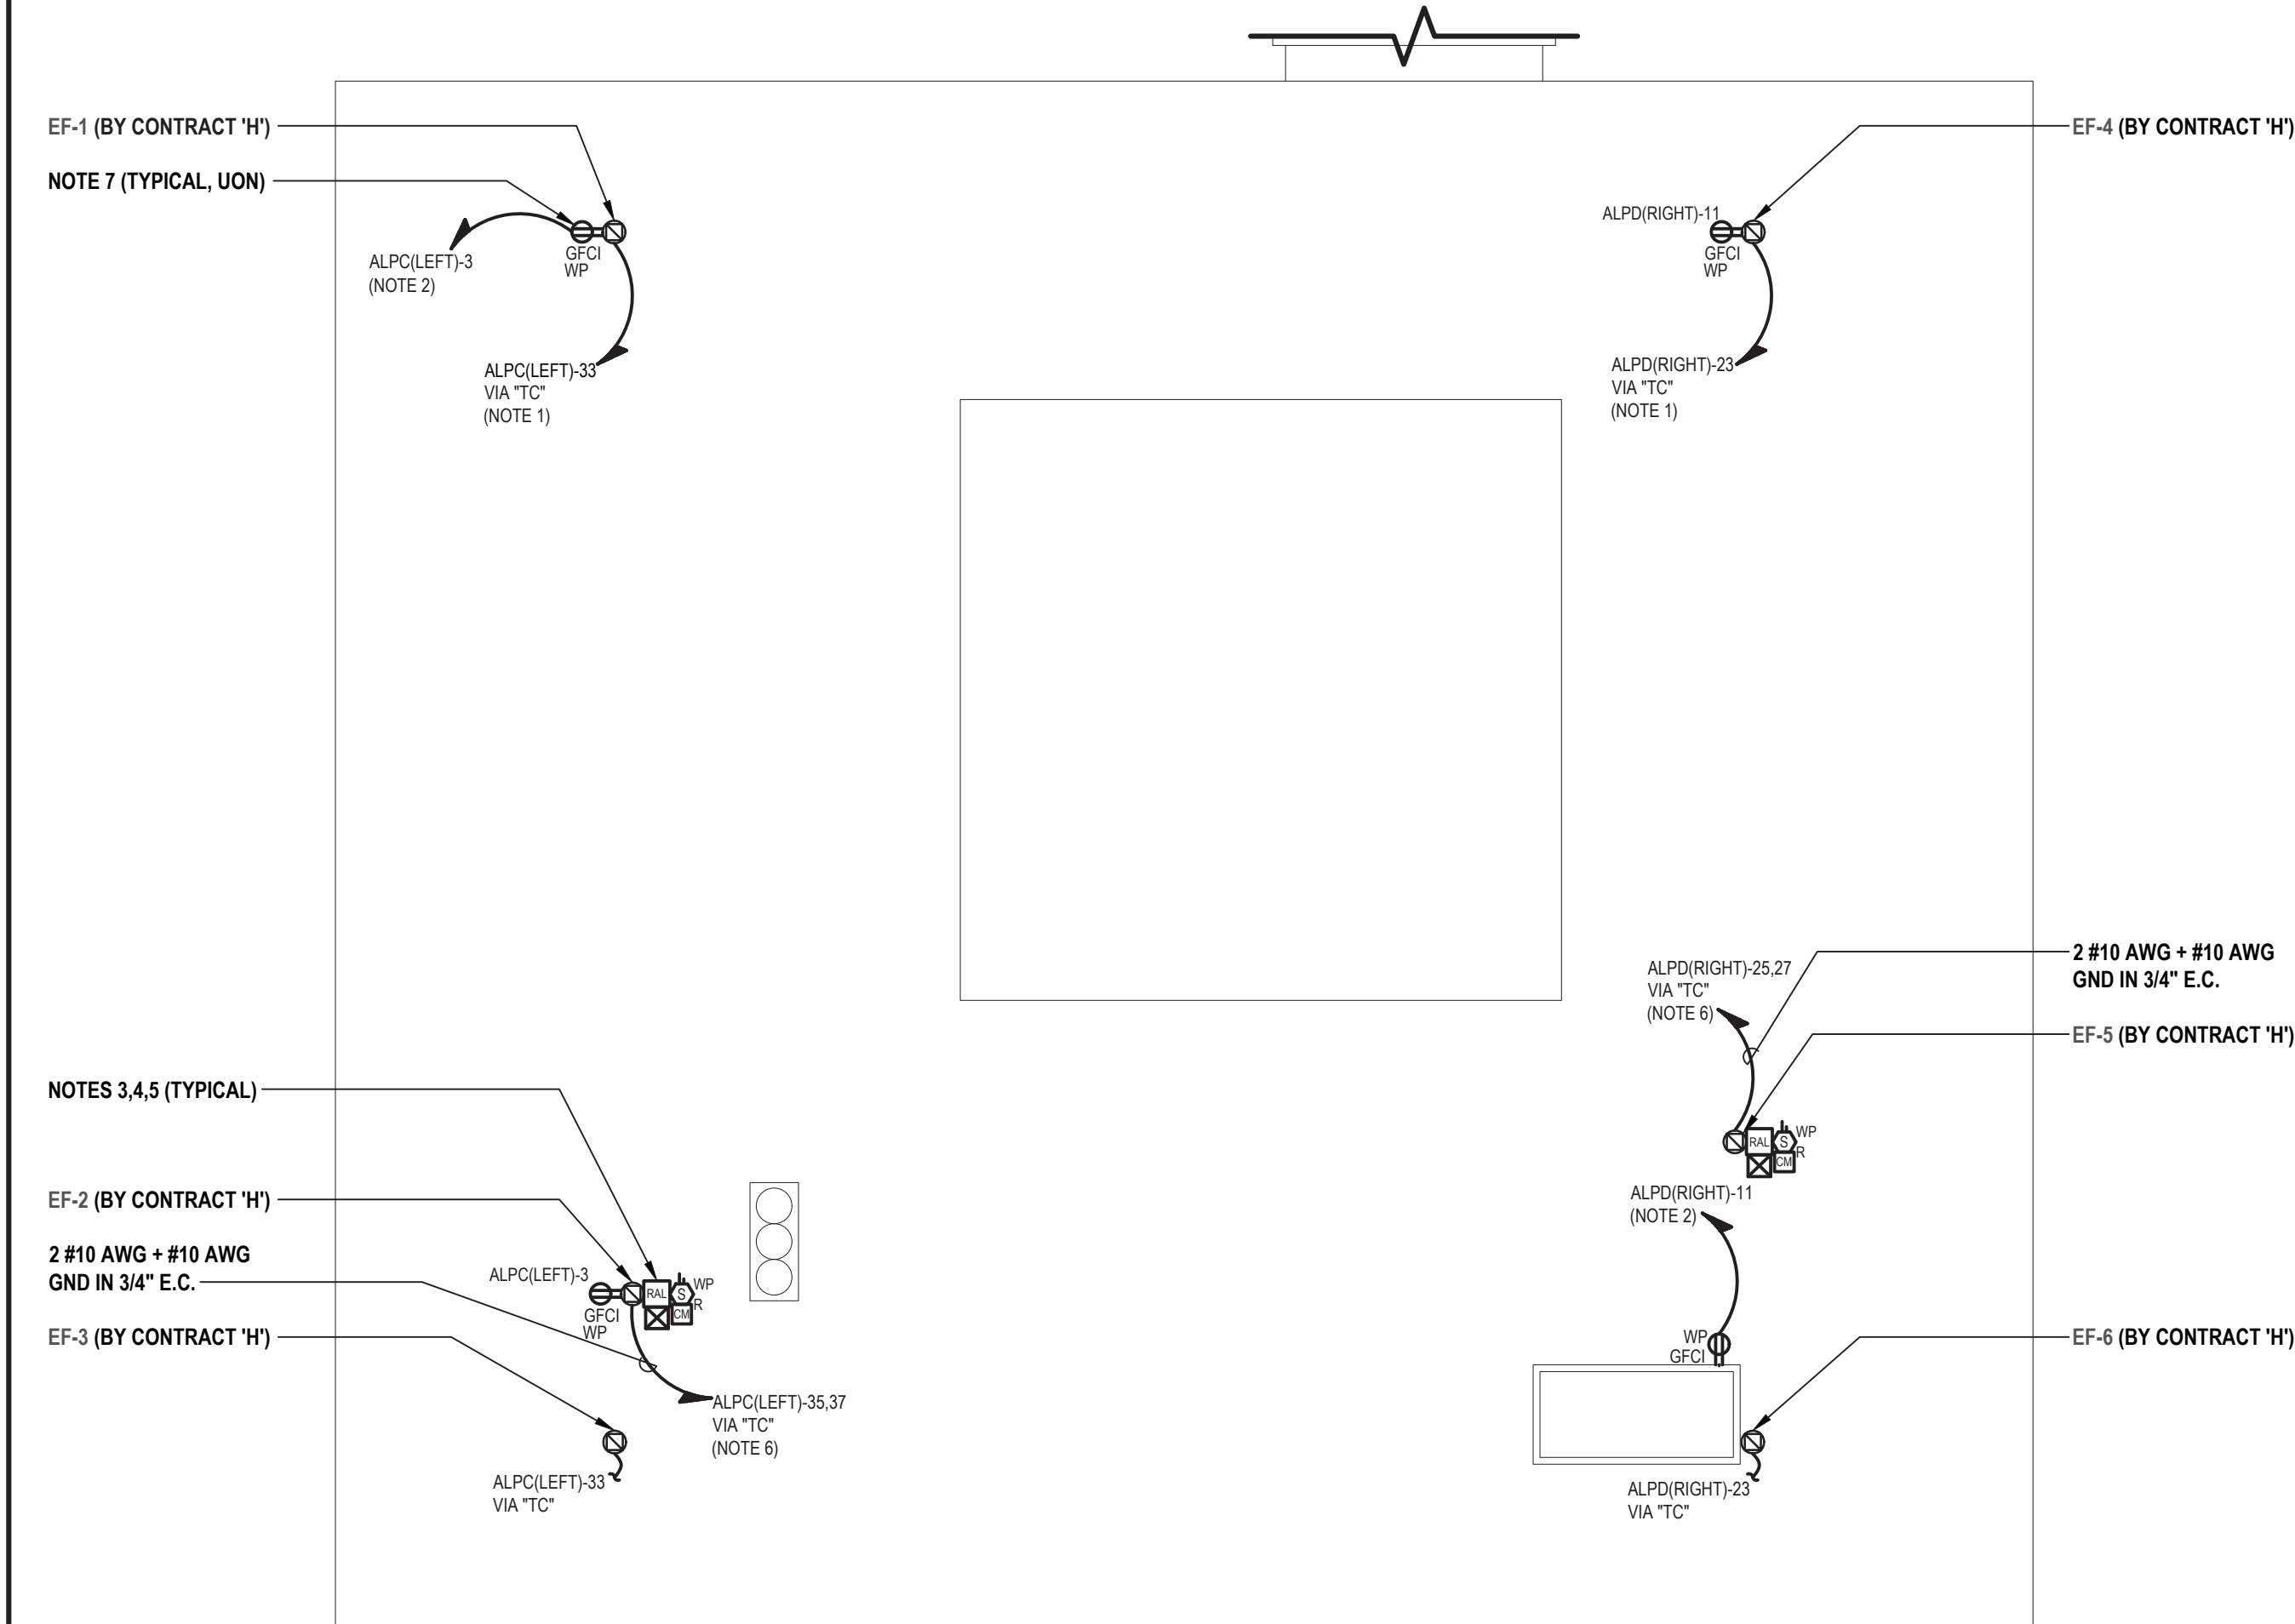 EF-1 (BY CONTRACT 'H')
EF-4 (BY CONTRACT 'H')
NOTE 7 (TYPICAL, UON)
ALPC(LEFT)-3
(NOTE 2)
GFCI
WP
ALPC(LEFT)-33
VIA "TC"
(NOTE 1)
ALPD(RIGHT)-11
GFCI
WP
ALPD(RIGHT)-23
VIA "TC"
(NOTE 1)
2 #10 AWG + #10 AWG
GND IN 3/4" E.C.
ALPD(RIGHT)-25,27
VIA "TC"
(NOTE 6)
EF-5 (BY CONTRACT 'H')
NOTES 3,4,5 (TYPICAL)
RAL
S
WP
R
CM
ALPD(RIGHT)-11
(NOTE 2)
EF-2 (BY CONTRACT 'H')
2 #10 AWG + #10 AWG
GND IN 3/4" E.C.
ALPC(LEFT)-3
GFCI
WP
RAL
S
WP
R
CM
EF-3 (BY CONTRACT 'H')
ALPC(LEFT)-35,37
VIA "TC"
(NOTE 6)
ALPC(LEFT)-33
VIA "TC"
WP
GFCI
EF-6 (BY CONTRACT 'H')
ALPD(RIGHT)-23
VIA "TC"